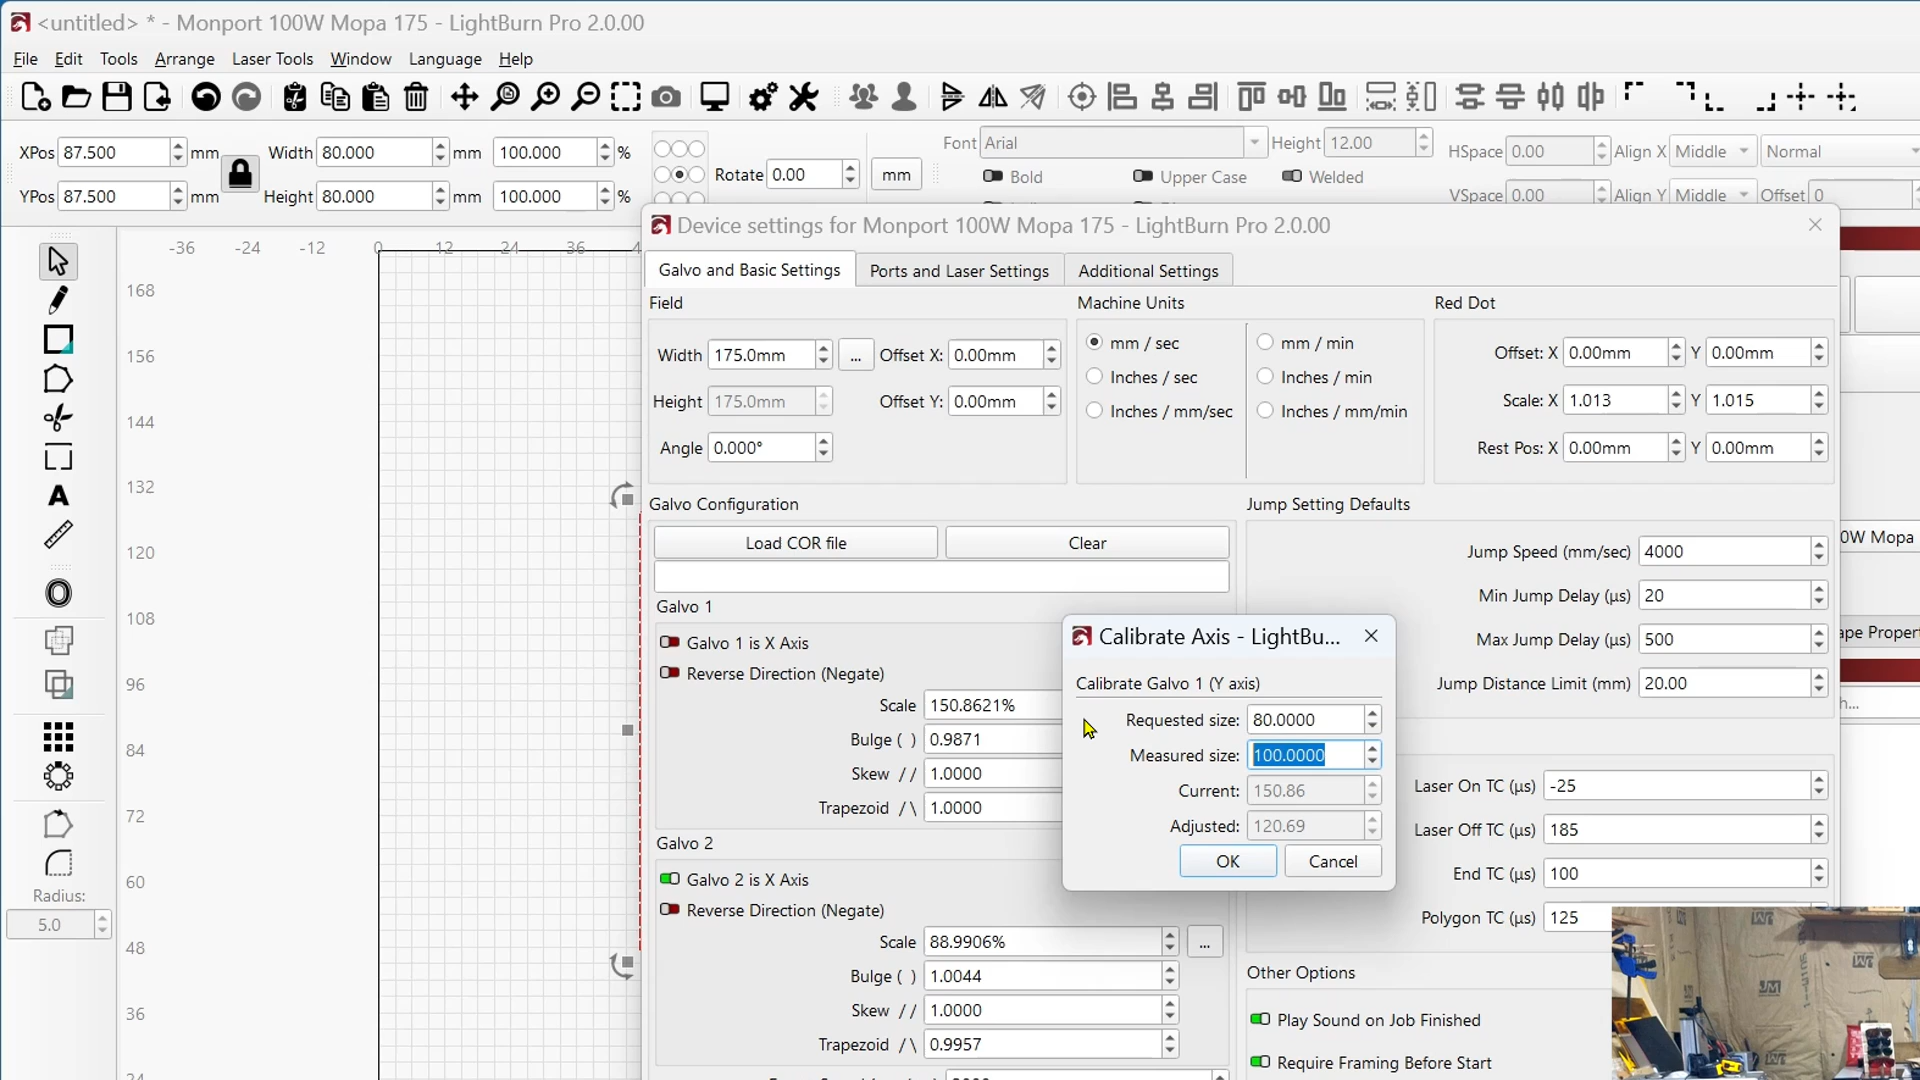 <untitled> * - Monport 100W Mopa 175 - LightBurn Pro 2.0.00
File Edit Tools Arrange Laser Tools Window Language Help
XPos 87.500 mm Width 80.000 mm 100.000 %
YPos 87.500 mm Height 80.000 mm 100.000 %
Rotate 0.00 mm
Font Arial Height 12.00
HSpace 0.00 Align X Middle Normal
Bold Upper Case Welded
VSpace 0.00 Align Y Middle Offset 0
Device settings for Monport 100W Mopa 175 - LightBurn Pro 2.0.00
-36 -24 -12 0 12 24 36
Galvo and Basic Settings Ports and Laser Settings Additional Settings
Field Machine Units Red Dot
Width 175.0mm ... Offset X: 0.00mm
Height 175.0mm Offset Y: 0.00mm
Angle 0.000°
mm / sec mm / min
Inches / sec Inches / min
Inches / mm/sec Inches / mm/min
Offset: X 0.00mm Y 0.00mm
Scale: X 1.013 Y 1.015
Rest Pos: X 0.00mm Y 0.00mm
Galvo Configuration
Load COR file Clear
Galvo 1
Galvo 1 is X Axis
Reverse Direction (Negate)
Scale 150.8621%
Bulge ( ) 0.9871
Skew // 1.0000
Trapezoid /\ 1.0000
Galvo 2
Galvo 2 is X Axis
Reverse Direction (Negate)
Scale 88.9906% ...
Bulge ( ) 1.0044
Skew // 1.0000
Trapezoid /\ 0.9957
Jump Setting Defaults
Jump Speed (mm/sec) 4000
Min Jump Delay (µs) 20
Max Jump Delay (µs) 500
Jump Distance Limit (mm) 20.00
Calibrate Axis - LightBu...
Calibrate Galvo 1 (Y axis)
Requested size: 80.0000
Measured size: 100.0000
Current: 150.86
Adjusted: 120.69
OK Cancel
Laser On TC (µs) -25
Laser Off TC (µs) 185
End TC (µs) 100
Polygon TC (µs) 125
Other Options
Play Sound on Job Finished
Require Framing Before Start
168
156
144
132
120
108
96
84
72
60
48
36
24
A
Radius:
5.0
0W Mopa
ape Propert
h...